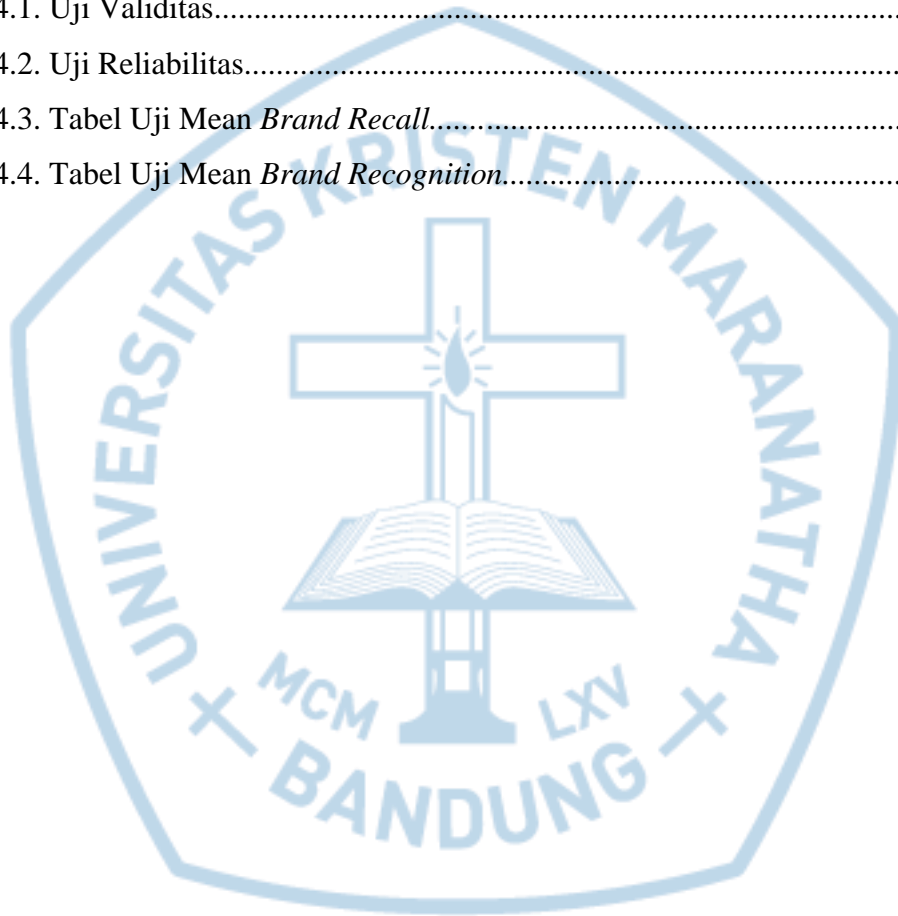 4.1. Uji Validitas..........................................................................................
4.2. Uji Reliabilitas......................................................................................
4.3. Tabel Uji Mean Brand Recall..............................................................
4.4. Tabel Uji Mean Brand Recognition.....................................................
UNIVERSITAS KRISTEN MARANATHA
MCM LXV
BANDUNG